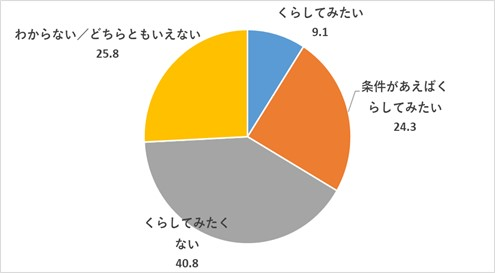 くらしてみたい
9.1
条件があえばく
らしてみたい
24.3
くらしてみたく
ない
40.8
わからない／どちらともいえない
25.8